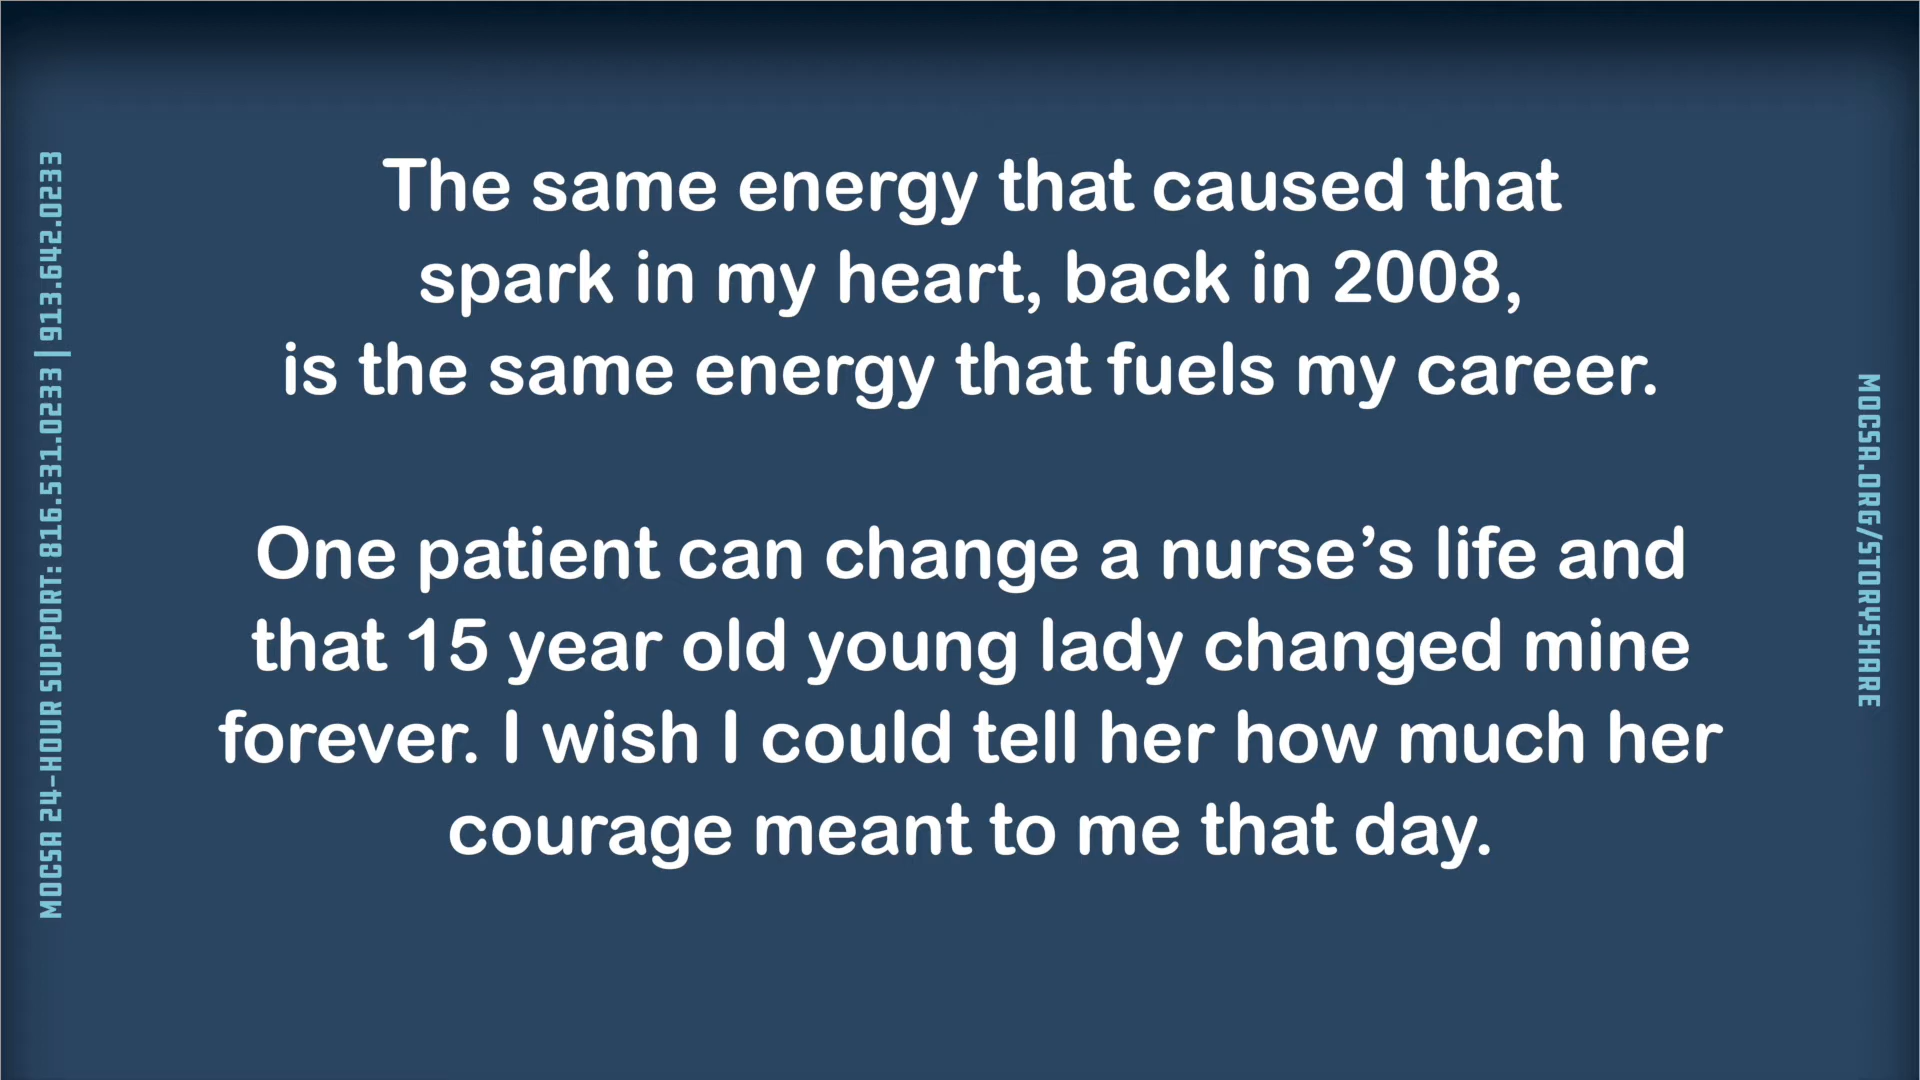 The same energy that caused that
spark in my heart, back in 2008,
is the same energy that fuels my career.
One patient can change a nurse’s life and
that 15 year old young lady changed mine
forever. I wish I could tell her how much her
courage meant to me that day.
MOCSA 24-HOUR SUPPORT: 816.531.0233 | 913.642.0233
MOCSA.ORG/STORYSHARE